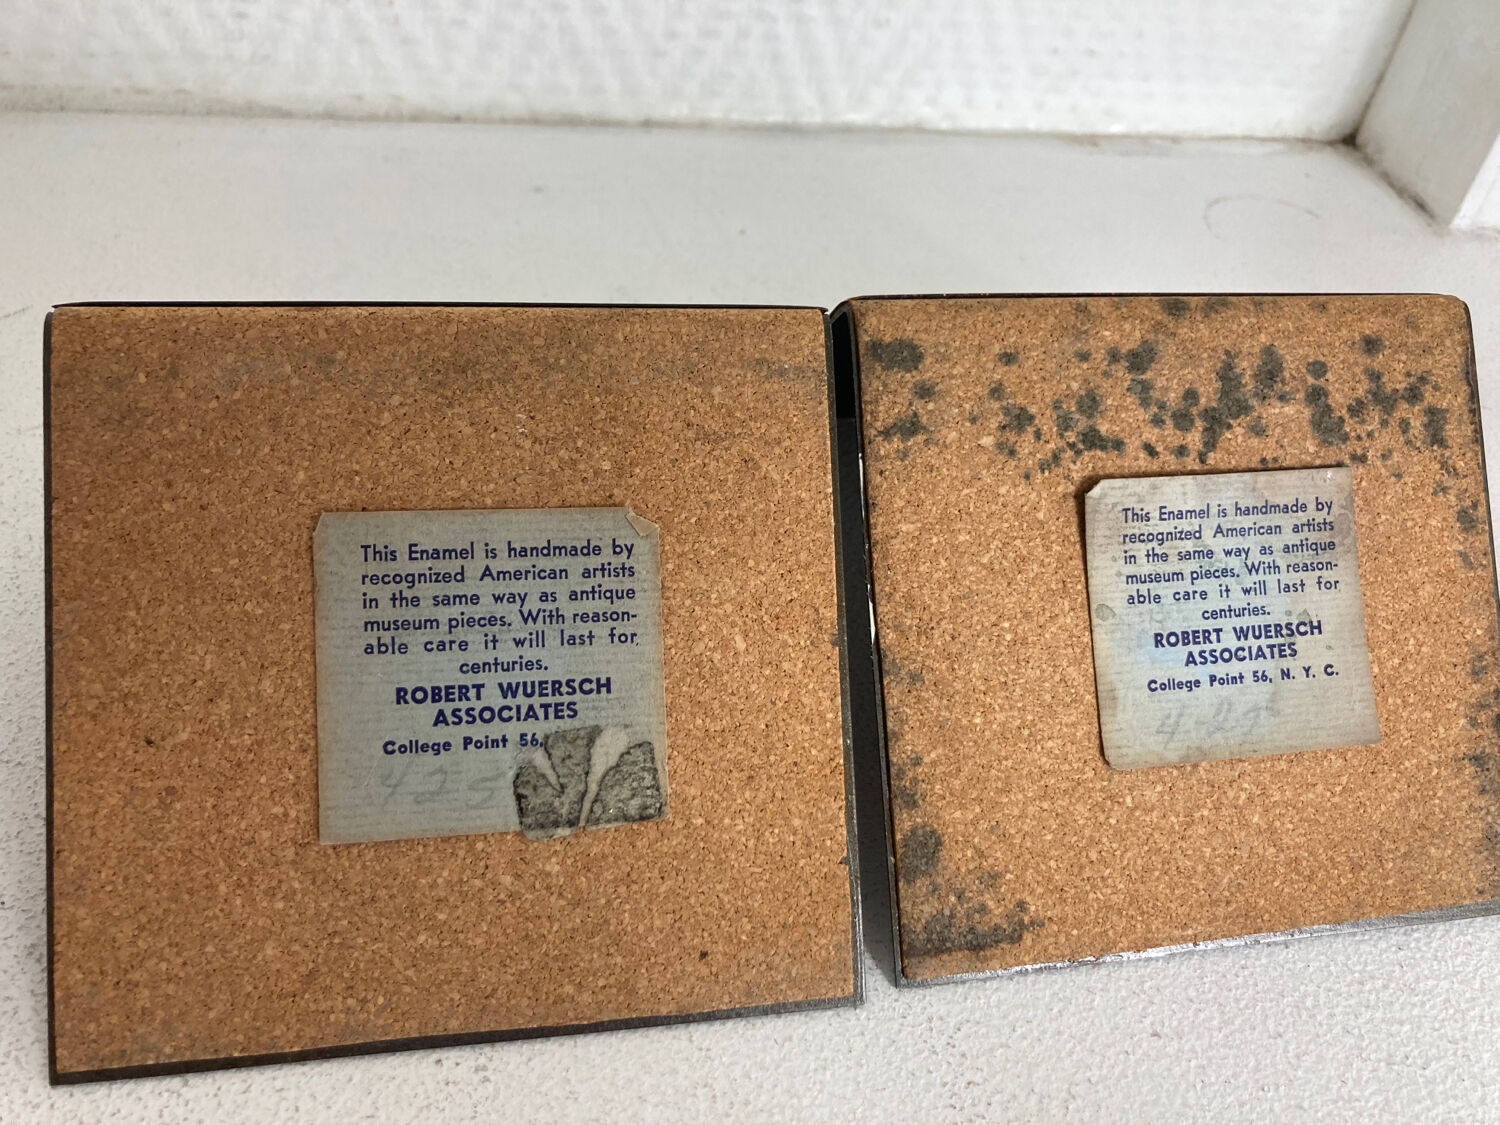 This Enamel is handmade by
recognized American artists
in the same way as antique
museum pieces. With reason-
able care it will last for
centuries.
ROBERT WUERSCH
ASSOCIATES
College Point 56,
425
This Enamel is handmade by
recognized American artists
in the same way as antique
museum pieces. With reason-
able care it will last for
centuries.
ROBERT WUERSCH
ASSOCIATES
College Point 56, N. Y. C.